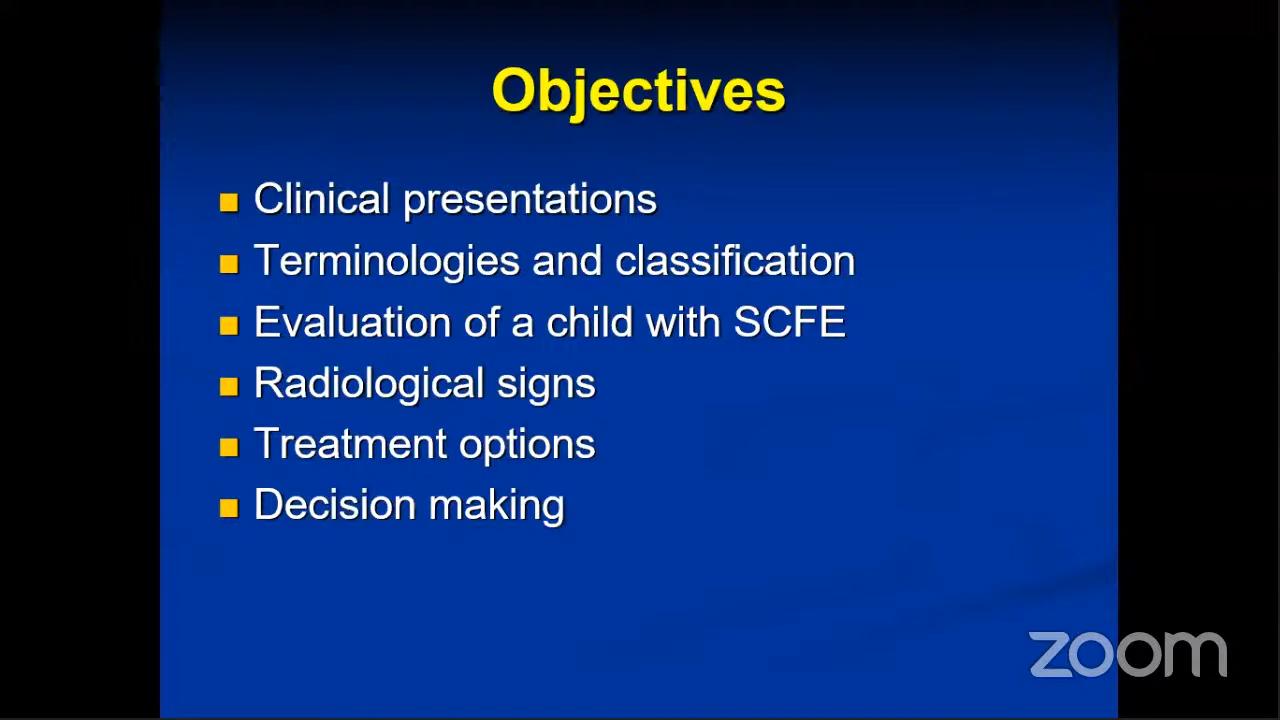 Objectives
Clinical presentations
Terminologies and classification
Evaluation of a child with SCFE
Radiological signs
Treatment options
Decision making
zoom